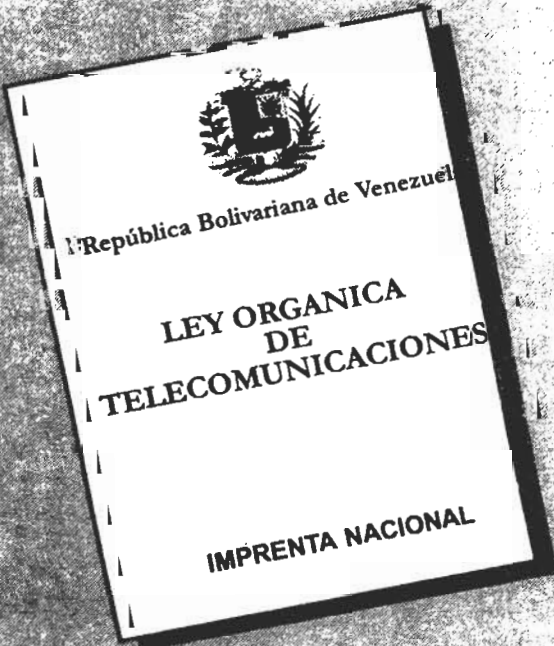 República Bolivariana de Venezuel
LEY ORGANICA
DE
TELECOMUNICACIONES
IMPRENTA NACIONAL